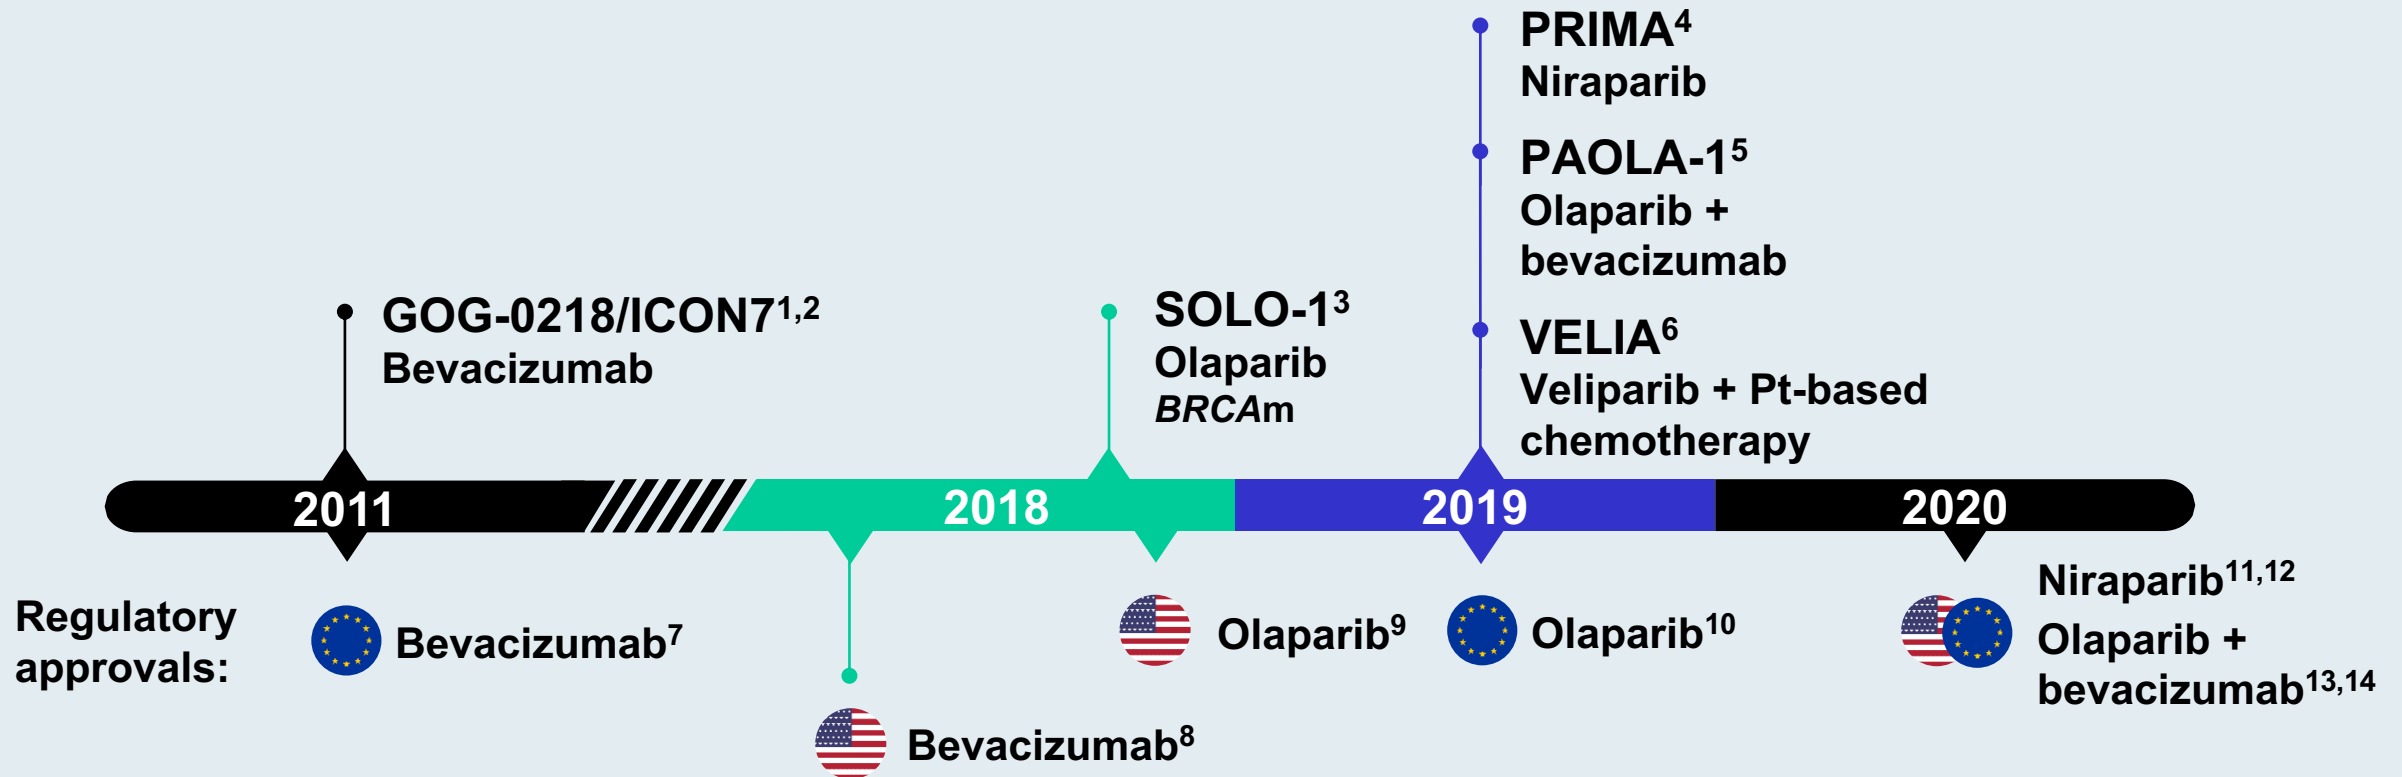 PRIMA⁴
Niraparib
PAOLA-1⁵
Olaparib +
bevacizumab
VELIA⁶
Veliparib + Pt-based
chemotherapy
GOG-0218/ICON7¹,²
Bevacizumab
SOLO-1³
Olaparib
BRCAm
2011
2018
2019
2020
Regulatory
approvals:
Bevacizumab⁷
Bevacizumab⁸
Olaparib⁹
Olaparib¹⁰
Niraparib¹¹,¹²
Olaparib +
bevacizumab¹³,¹⁴